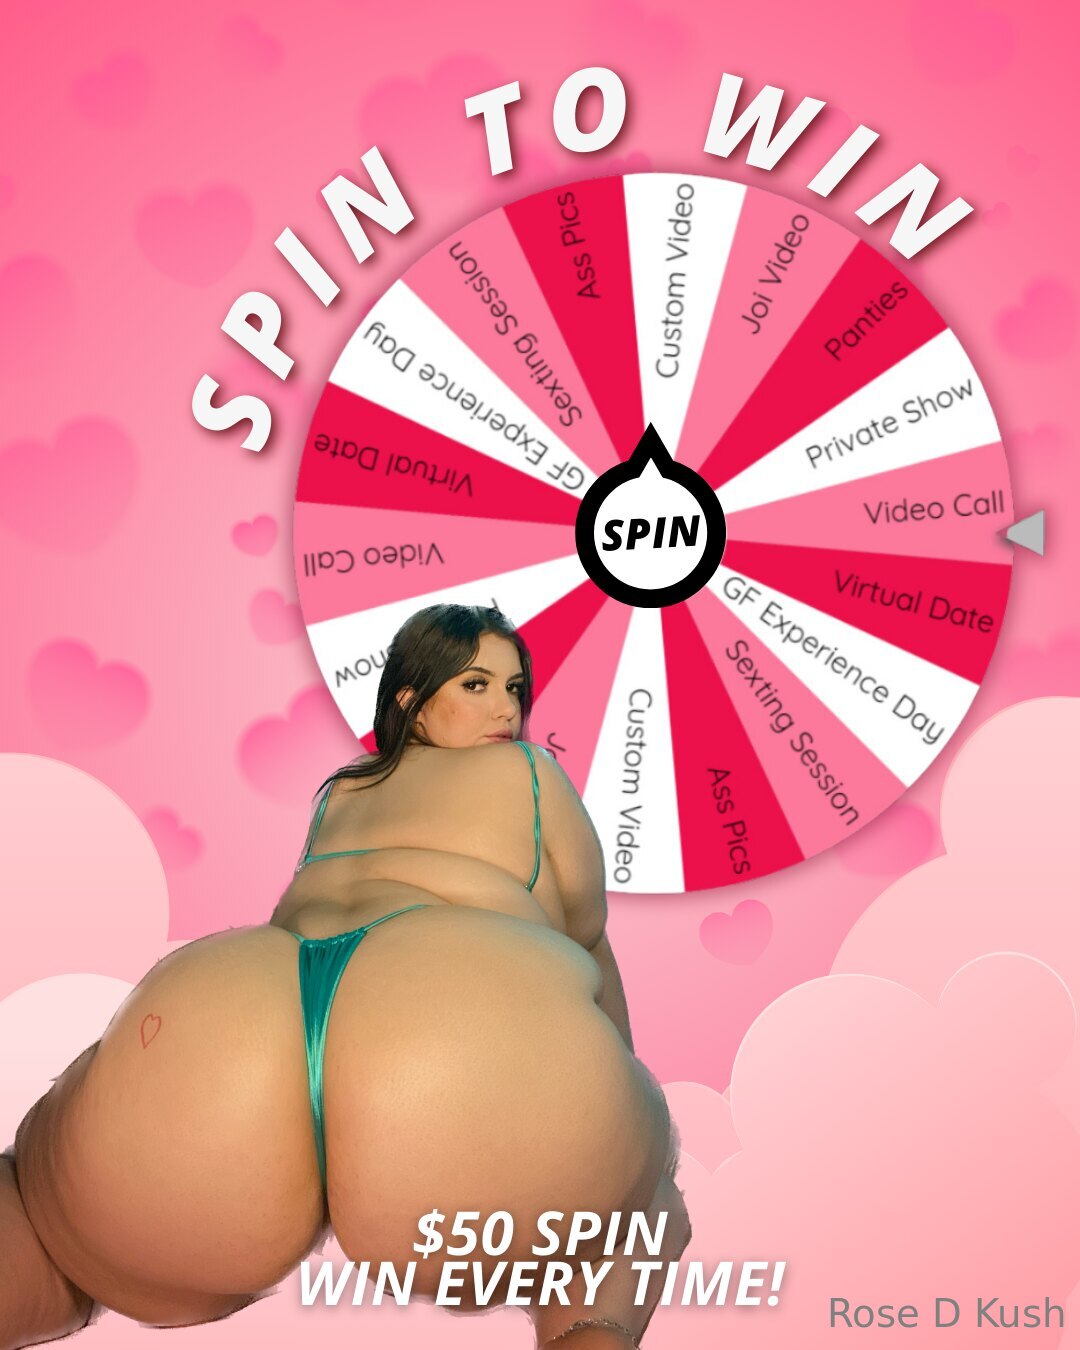 SPIN TO WIN
Custom Video
Joi Video
Panties
Private Show
Video Call
Virtual Date
GF Experience Day
Sexting Session
Ass Pics
Custom Video
Video Call
Virtual Date
GF Experience Day
Sexting Session
Ass Pics
SPIN
$50 SPIN
WIN EVERY TIME!
Rose D Kush